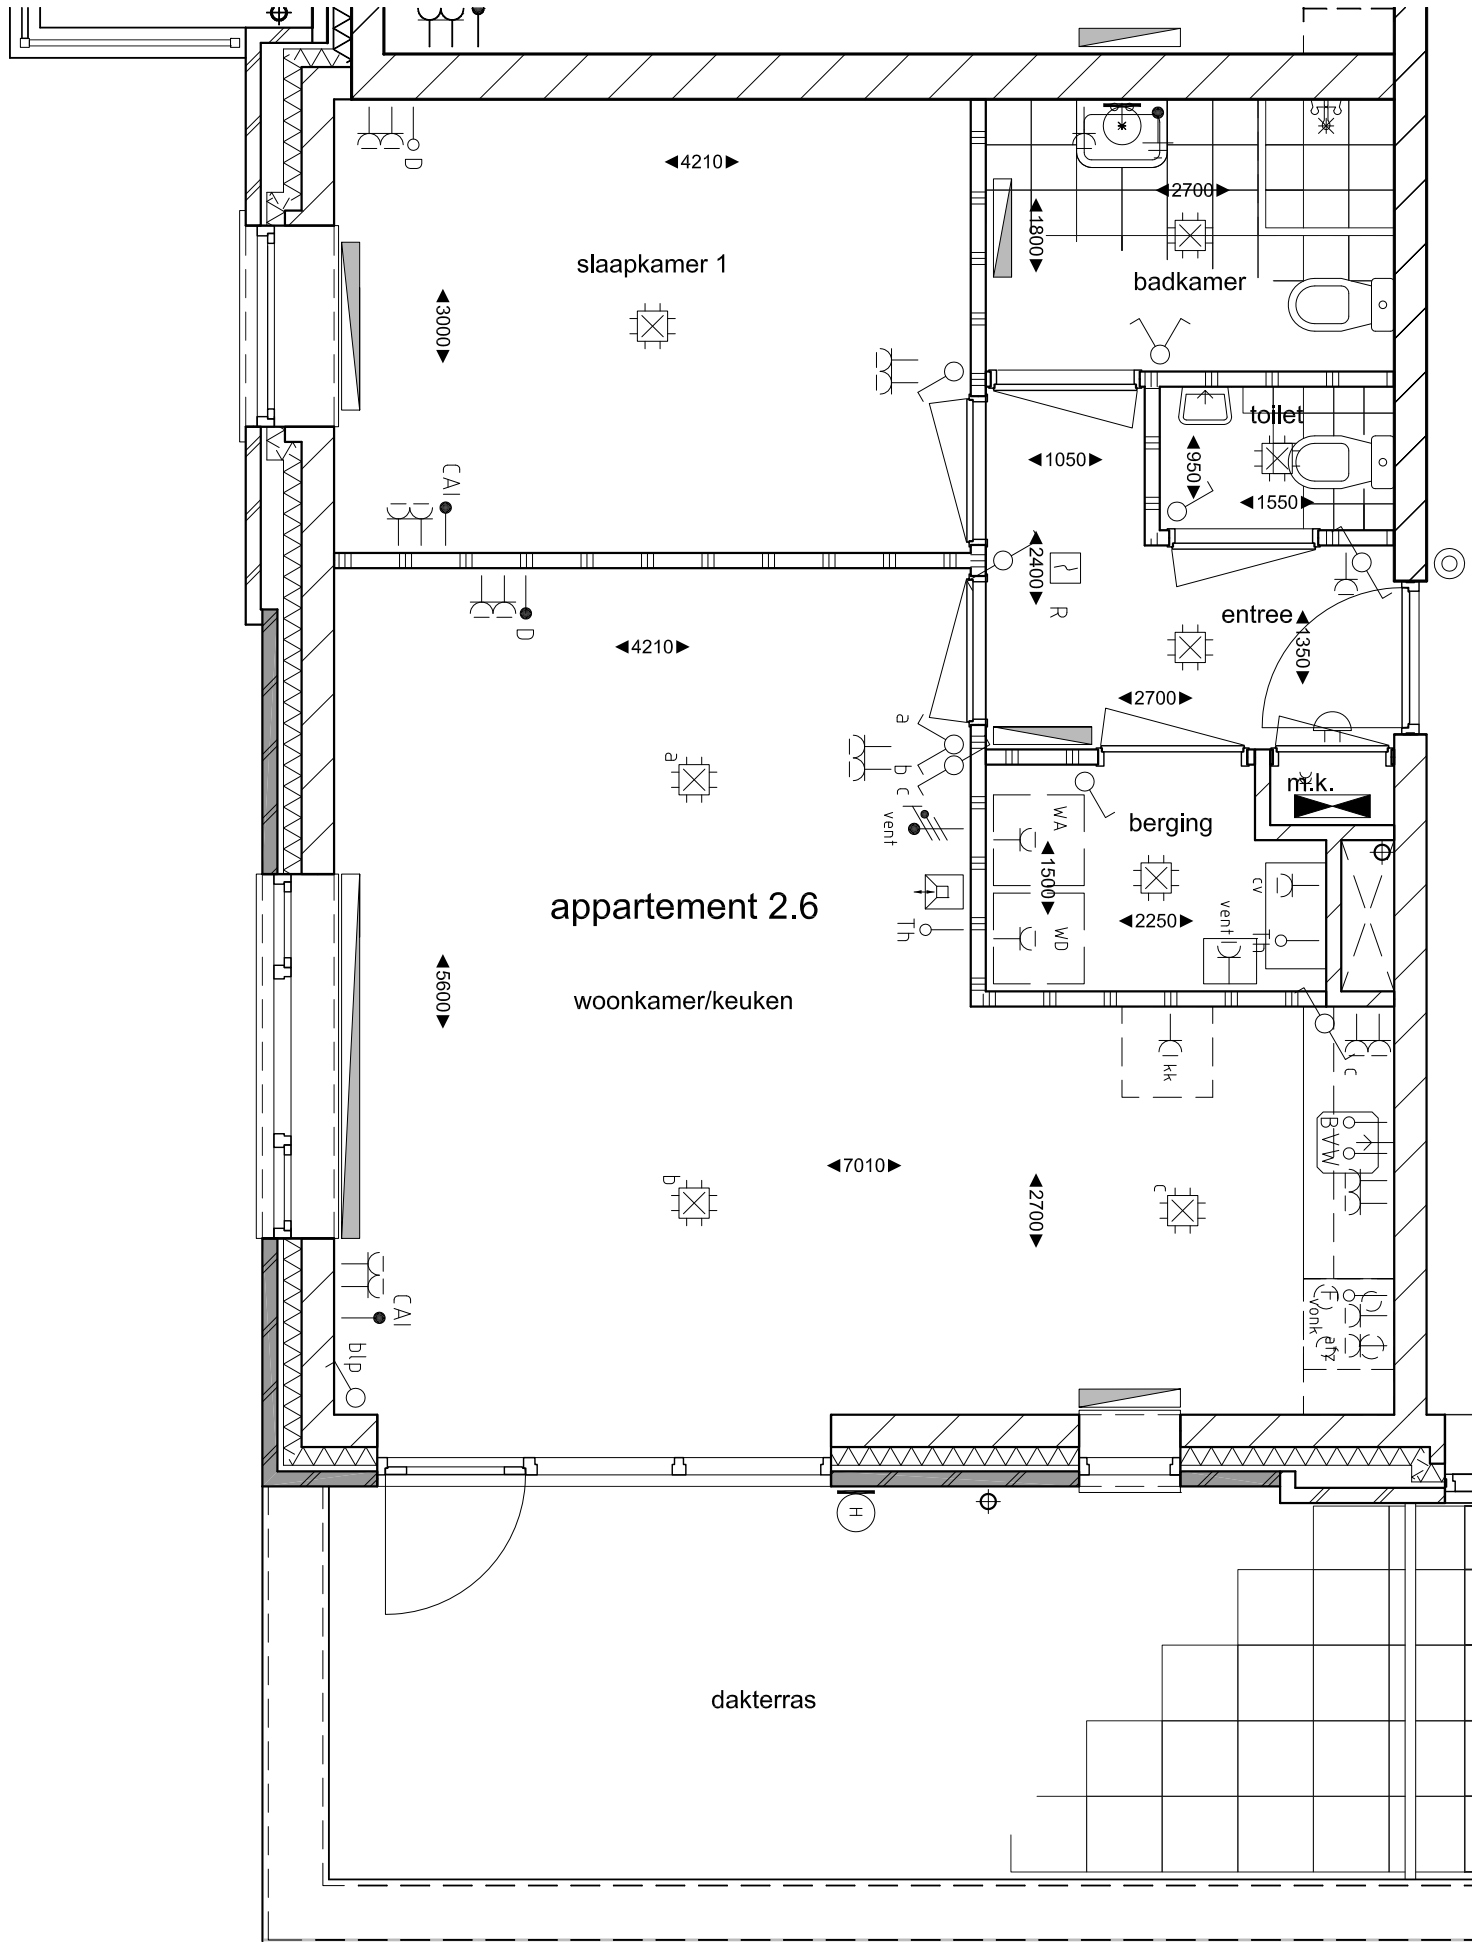 D
4210
2700
1800
slaapkamer 1
badkamer
3000
toilet
1050
950
1550
CAI
2400
R
entree
1350
D
4210
2700
a
a
b
c
m.k.
berging
WA
vent
1500
appartement 2.6
cv
2250
vent
Th
WD
Th
5600
woonkamer/keuken
kk
c
BVW
7010
b
2700
c
CAI
vonk
afz
blp
H
dakterras